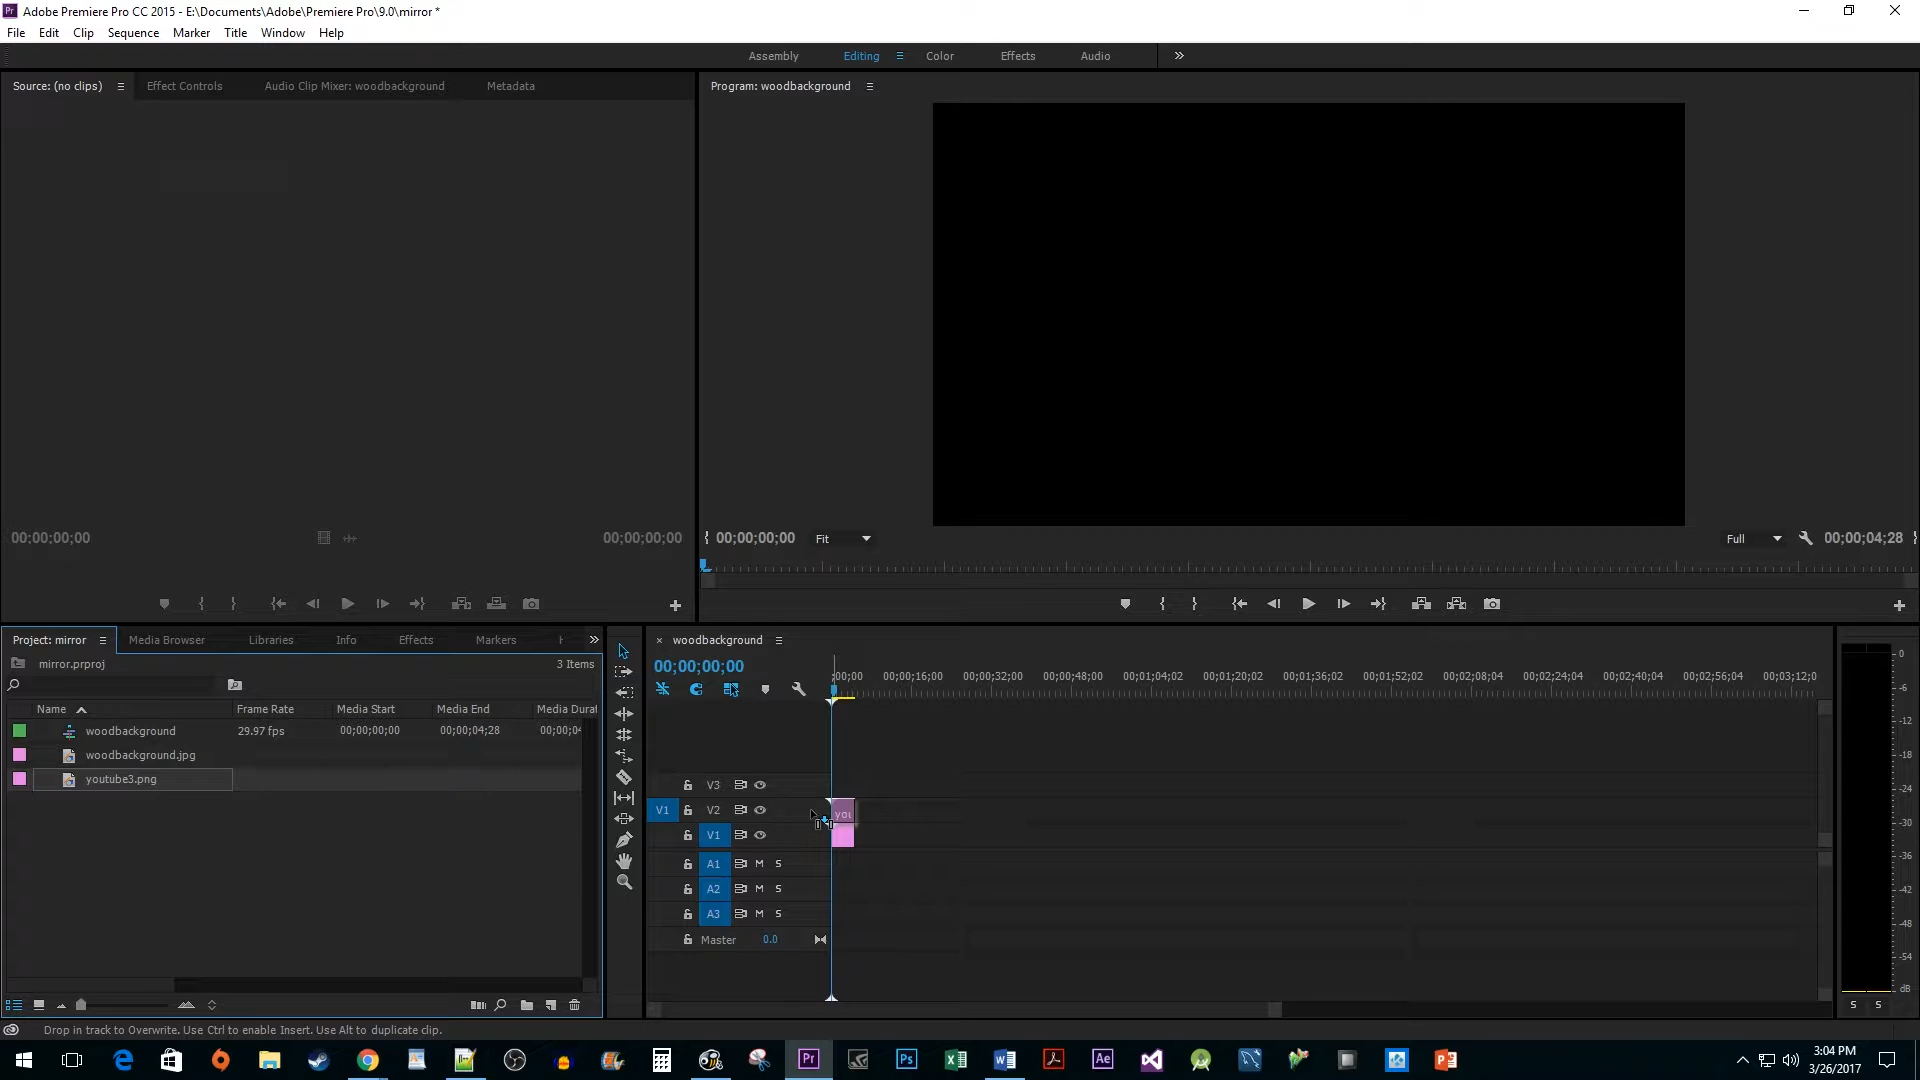 Adobe Premiere Pro CC 2015 - E:\Documents\Adobe\Premiere Pro\9.0\mirror *
File Edit Clip Sequence Marker Title Window Help
Assembly Editing Color Effects Audio
Source: (no clips) Effect Controls Audio Clip Mixer: woodbackground Metadata
Program: woodbackground
00;00;00;00 00;00;00;00
00;00;00;00 Fit Full 00;00;04;28
Project: mirror Media Browser Libraries Info Effects Markers
mirror.prproj 3 Items
Name Frame Rate Media Start Media End Media Durat
woodbackground 29.97 fps 00;00;00;00 00;00;04;28 00;00;04
woodbackground.jpg
youtube3.png
woodbackground
00;00;00;00
;00;00 00;00;16;00 00;00;32;00 00;00;48;00 00;01;04;02 00;01;20;02 00;01;36;02 00;01;52;02 00;02;08;04 00;02;24;04 00;02;40;04 00;02;56;04 00;03;12;0
V3
V1 V2 you
V1
A1 M S
A2 M S
A3 M S
Master 0.0
0
-6
-12
-18
-24
-30
-36
-42
-48
-54
dB
S S
Drop in track to Overwrite. Use Ctrl to enable Insert. Use Alt to duplicate clip.
Pr Ps Ae
3:04 PM
3/26/2017